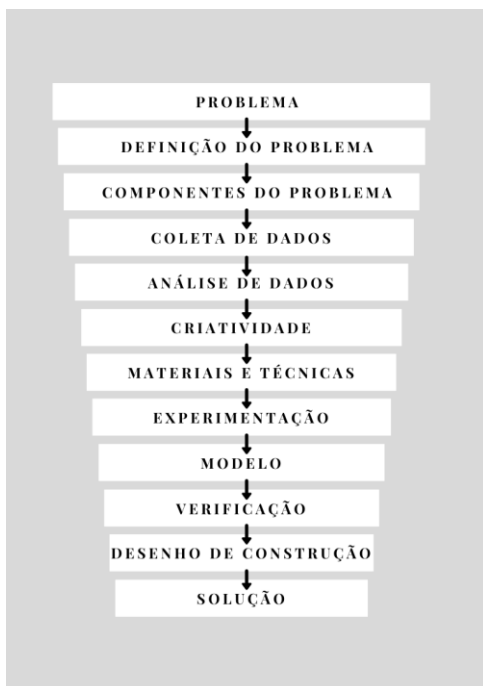 PROBLEMA
DEFINIÇÃO DO PROBLEMA
COMPONENTES DO PROBLEMA
COLETA DE DADOS
ANÁLISE DE DADOS
CRIATIVIDADE
MATERIAIS E TÉCNICAS
EXPERIMENTAÇÃO
MODELO
VERIFICAÇÃO
DESENHO DE CONSTRUÇÃO
SOLUÇÃO